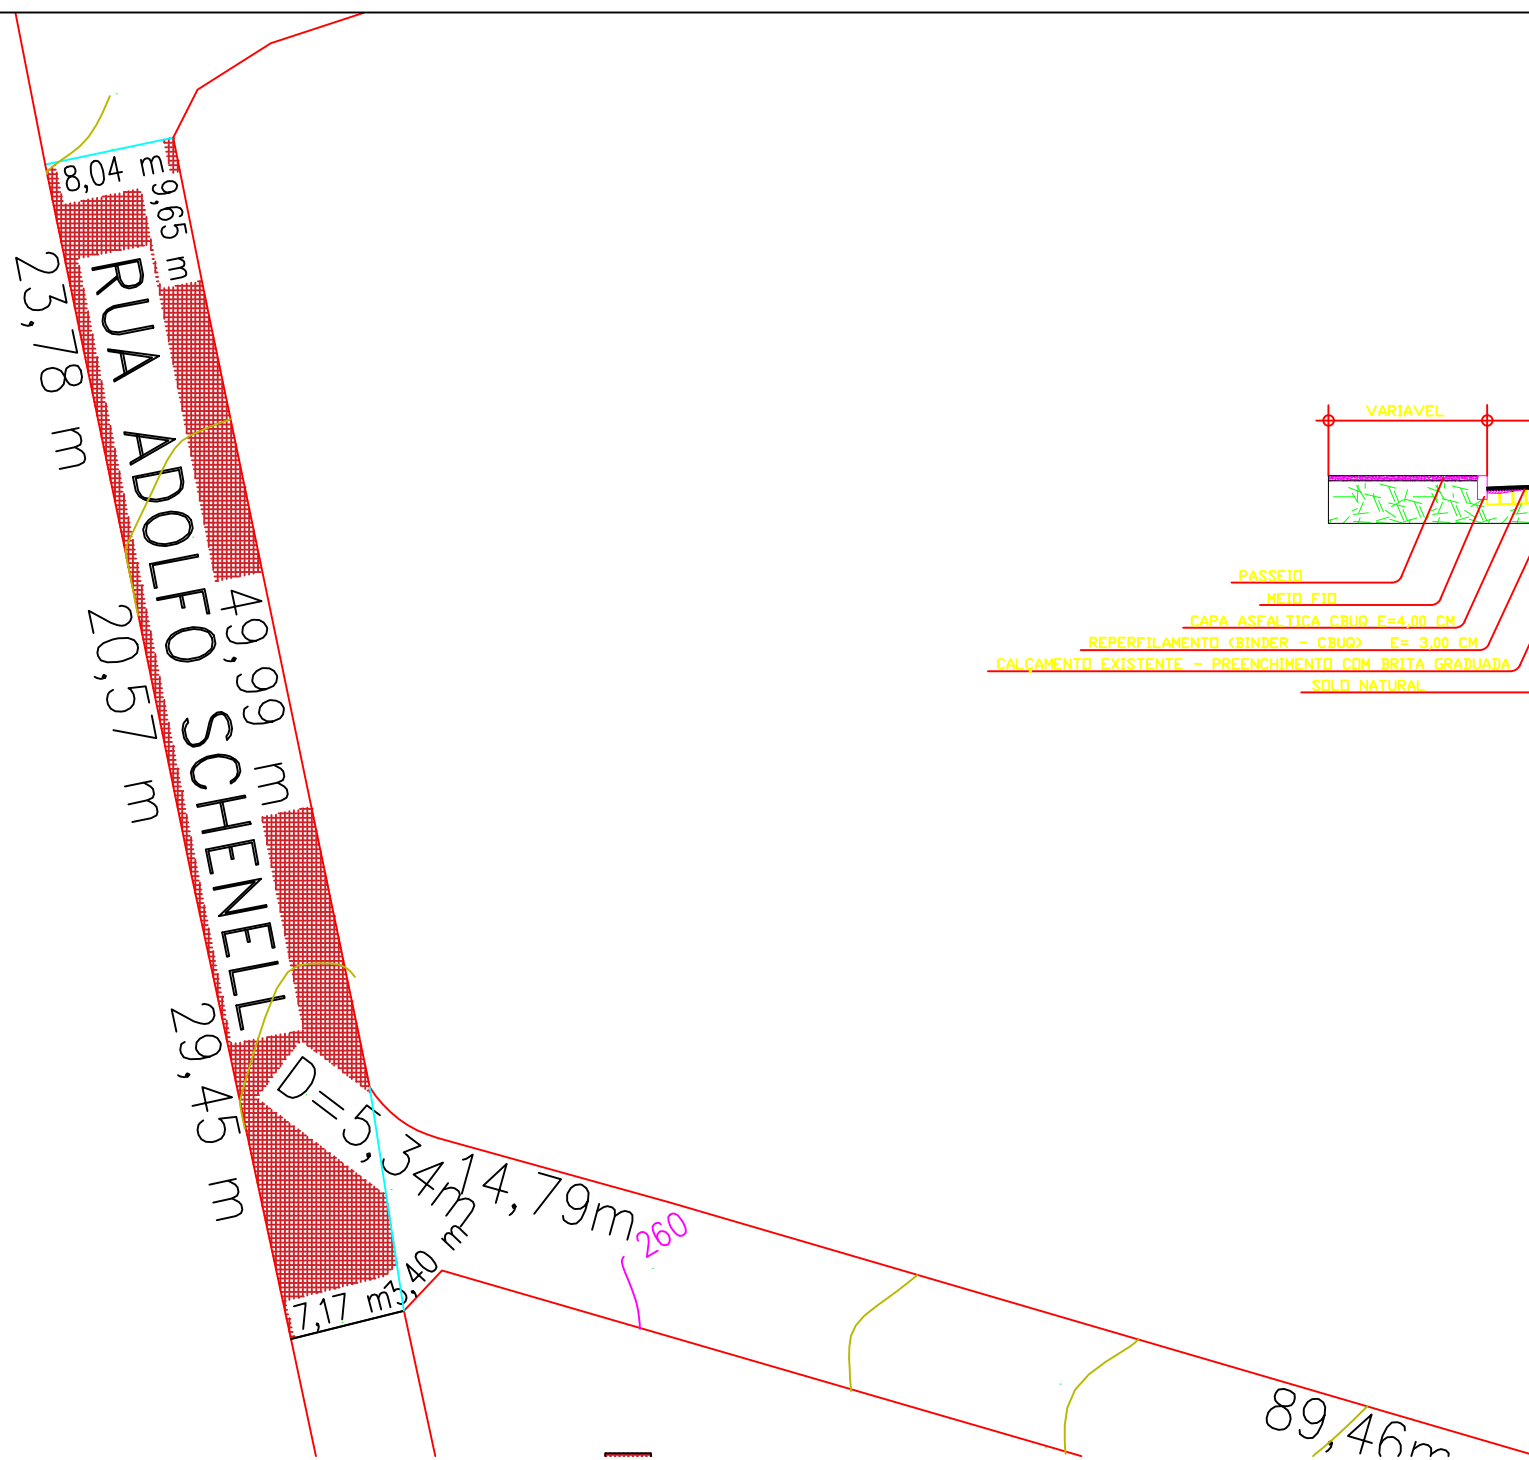 8,04 m
9,65 m
RUA ADOLFO SCHENELL
23,78 m
VARIAVEL
PASSEIO
MEIO FIO
CAPA ASFALTICA CBUQ E=4,00 CM
REPERFILAMENTO (BINDER - CBUQ) E= 3,00 CM
CALÇAMENTO EXISTENTE - PREENCHIMENTO COM BRITA GRADUADA
SOLO NATURAL
49,99 m
20,57 m
29,45 m
D=5,34m
14,79m
260
5,40 m
7,17 m
89,46m